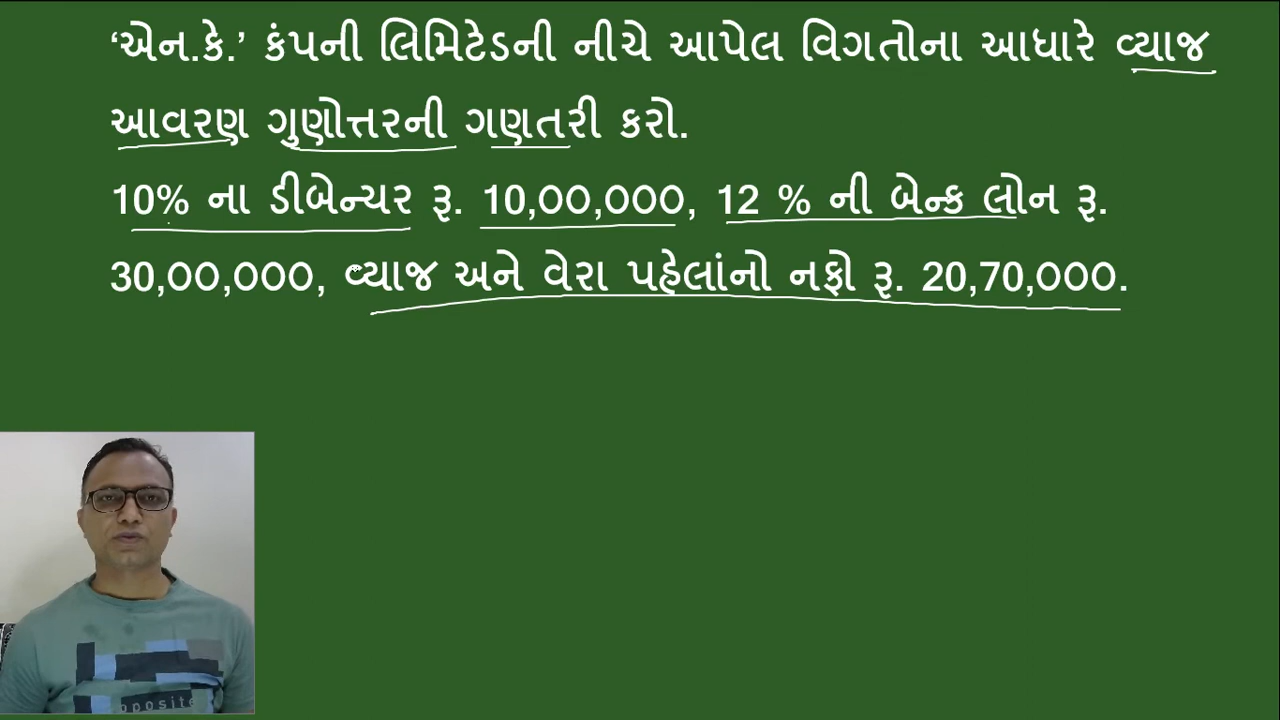 ‘એન.કે.’ કંપની લિમિટેડની નીચે આપેલ વિગતોના આધારે વ્યાજ
આવરણ ગુણોત્તરની ગણતરી કરો.
10% ના ડીબેન્ચર રૂ. 10,00,000, 12 % ની બેન્ક લોન રૂ.
30,00,000, વ્યાજ અને વેરા પહેલાંનો નફો રૂ. 20,70,000.
opposite